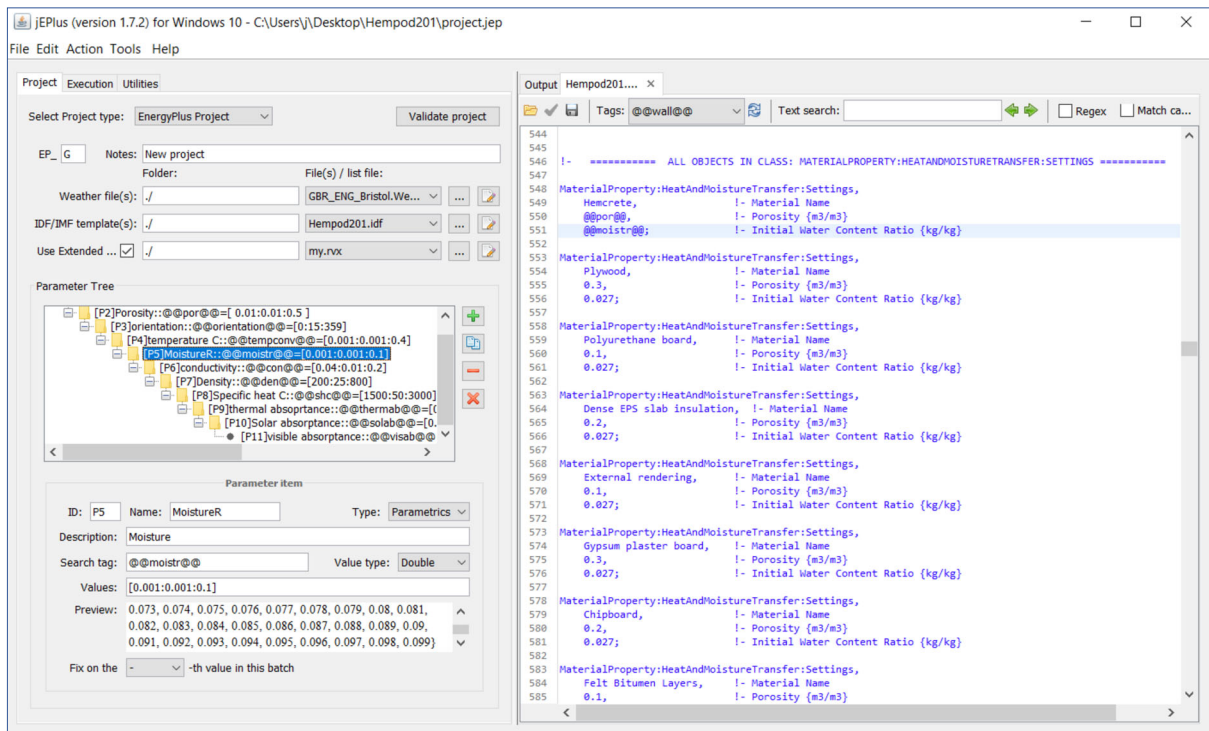 jEPlus (version 1.7.2) for Windows 10 - C:\Users\j\Desktop\Hempod201\project.jep
File Edit Action Tools Help
Project Execution Utilities
Select Project type: EnergyPlus Project Validate project
EP_ G Notes: New project
Folder: File(s) / list file:
Weather file(s): ./ GBR_ENG_Bristol.We... ...
IDF/IMF template(s): ./ Hempod201.idf ...
Use Extended ... ./ my.rvx ...
Parameter Tree
[P2]Porosity::@@por@@=[ 0.01:0.01:0.5 ]
[P3]orientation::@@orientation@@=[0:15:359]
[P4]temperature C::@@tempconv@@=[0.001:0.001:0.4]
[P5]MoistureR::@@moistr@@=[0.001:0.001:0.1]
[P6]conductivity::@@con@@=[0.04:0.01:0.2]
[P7]Density::@@den@@=[200:25:800]
[P8]Specific heat C::@@shc@@=[1500:50:3000]
[P9]thermal absoprtance::@@thermab@@=[0
[P10]Solar absorptance::@@solab@@=[0.
[P11]visible absorptance::@@visab@@
Parameter item
ID: P5 Name: MoistureR Type: Parametrics
Description: Moisture
Search tag: @@moistr@@ Value type: Double
Values: [0.001:0.001:0.1]
Preview: 0.073, 0.074, 0.075, 0.076, 0.077, 0.078, 0.079, 0.08, 0.081,
0.082, 0.083, 0.084, 0.085, 0.086, 0.087, 0.088, 0.089, 0.09,
0.091, 0.092, 0.093, 0.094, 0.095, 0.096, 0.097, 0.098, 0.099}
Fix on the - -th value in this batch
Output Hempod201.... ×
Tags: @@wall@@ Text search: Regex Match ca...
544
545
546 !- =========== ALL OBJECTS IN CLASS: MATERIALPROPERTY:HEATANDMOISTURETRANSFER:SETTINGS ===========
547
548 MaterialProperty:HeatAndMoistureTransfer:Settings,
549 Hemcrete, !- Material Name
550 @@por@@, !- Porosity {m3/m3}
551 @@moistr@@; !- Initial Water Content Ratio {kg/kg}
552
553 MaterialProperty:HeatAndMoistureTransfer:Settings,
554 Plywood, !- Material Name
555 0.3, !- Porosity {m3/m3}
556 0.027; !- Initial Water Content Ratio {kg/kg}
557
558 MaterialProperty:HeatAndMoistureTransfer:Settings,
559 Polyurethane board, !- Material Name
560 0.1, !- Porosity {m3/m3}
561 0.027; !- Initial Water Content Ratio {kg/kg}
562
563 MaterialProperty:HeatAndMoistureTransfer:Settings,
564 Dense EPS slab insulation, !- Material Name
565 0.2, !- Porosity {m3/m3}
566 0.027; !- Initial Water Content Ratio {kg/kg}
567
568 MaterialProperty:HeatAndMoistureTransfer:Settings,
569 External rendering, !- Material Name
570 0.1, !- Porosity {m3/m3}
571 0.027; !- Initial Water Content Ratio {kg/kg}
572
573 MaterialProperty:HeatAndMoistureTransfer:Settings,
574 Gypsum plaster board, !- Material Name
575 0.3, !- Porosity {m3/m3}
576 0.027; !- Initial Water Content Ratio {kg/kg}
577
578 MaterialProperty:HeatAndMoistureTransfer:Settings,
579 Chipboard, !- Material Name
580 0.2, !- Porosity {m3/m3}
581 0.027; !- Initial Water Content Ratio {kg/kg}
582
583 MaterialProperty:HeatAndMoistureTransfer:Settings,
584 Felt Bitumen Layers, !- Material Name
585 0.1, !- Porosity {m3/m3}